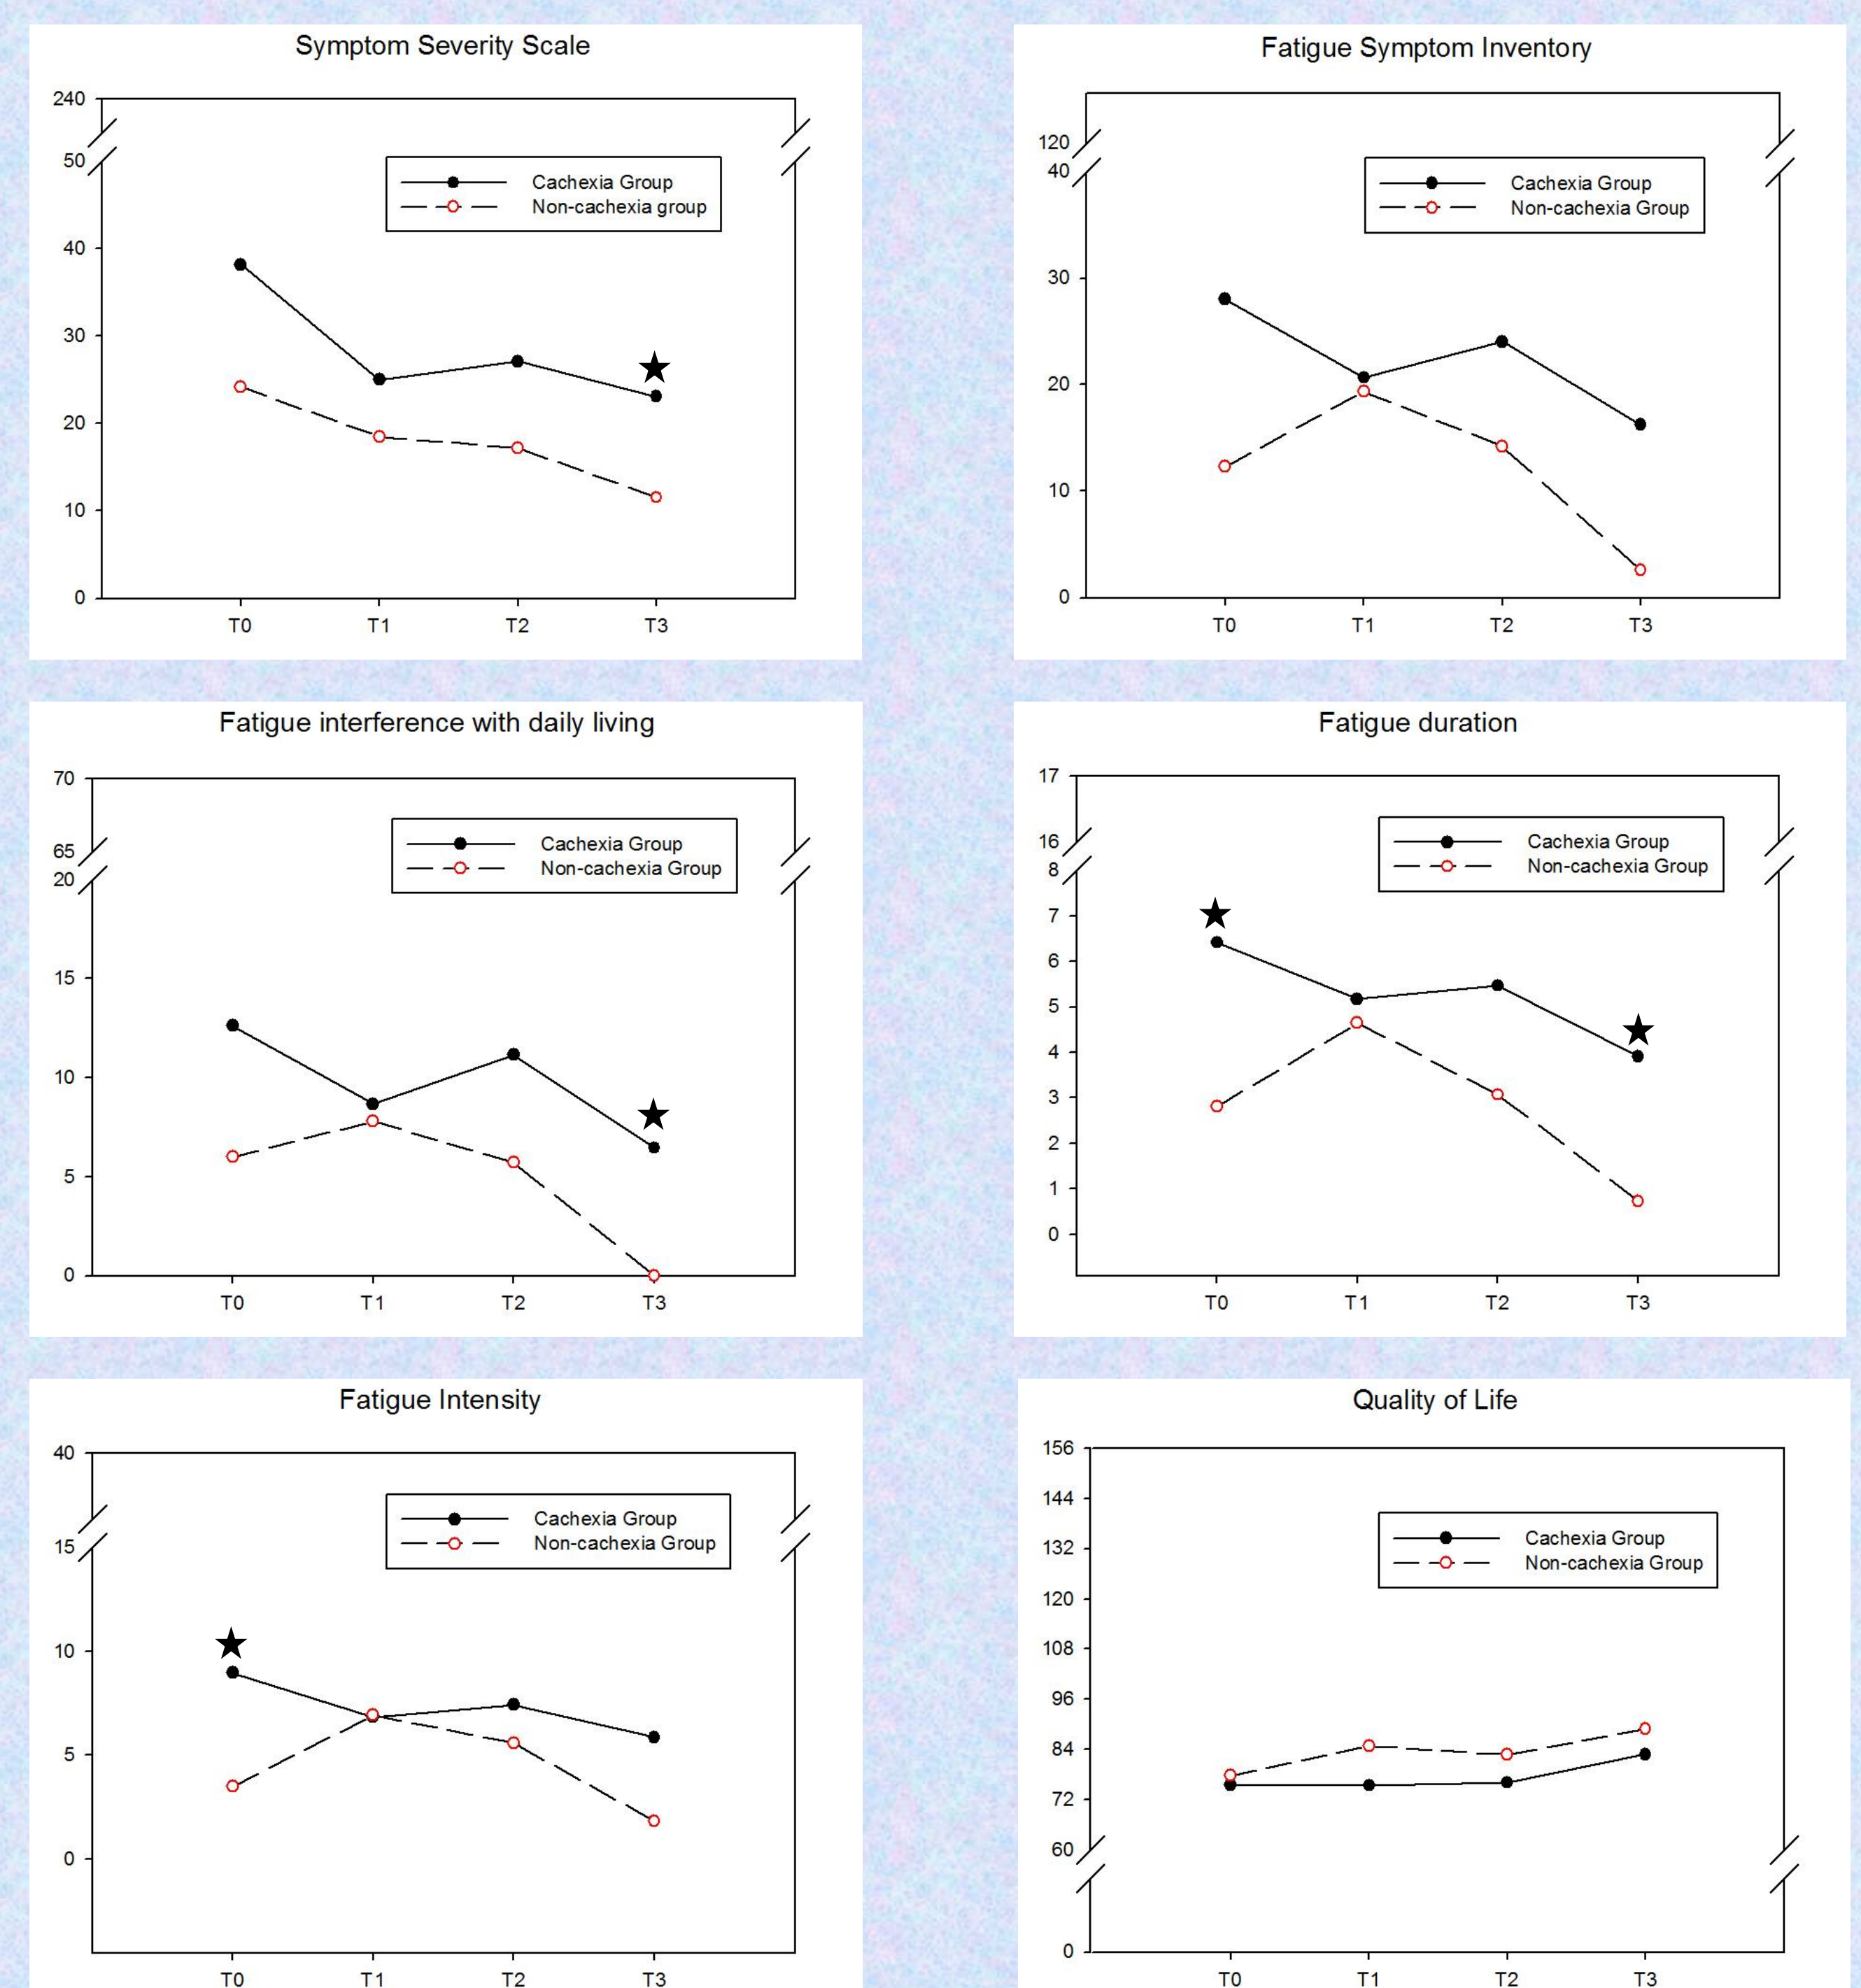 Symptom Severity Scale
240
50
40
30
20
10
0
Cachexia Group
Non-cachexia group
T0 T1 T2 T3
Fatigue Symptom Inventory
120
40
30
20
10
0
Cachexia Group
Non-cachexia Group
T0 T1 T2 T3
Fatigue interference with daily living
70
65
20
15
10
5
0
Cachexia Group
Non-cachexia Group
T0 T1 T2 T3
Fatigue duration
17
16
8
7
6
5
4
3
2
1
0
Cachexia Group
Non-cachexia Group
T0 T1 T2 T3
Fatigue Intensity
40
15
10
5
0
Cachexia Group
Non-cachexia Group
T0 T1 T2 T3
Quality of Life
156
144
132
120
108
96
84
72
60
0
Cachexia Group
Non-cachexia Group
T0 T1 T2 T3